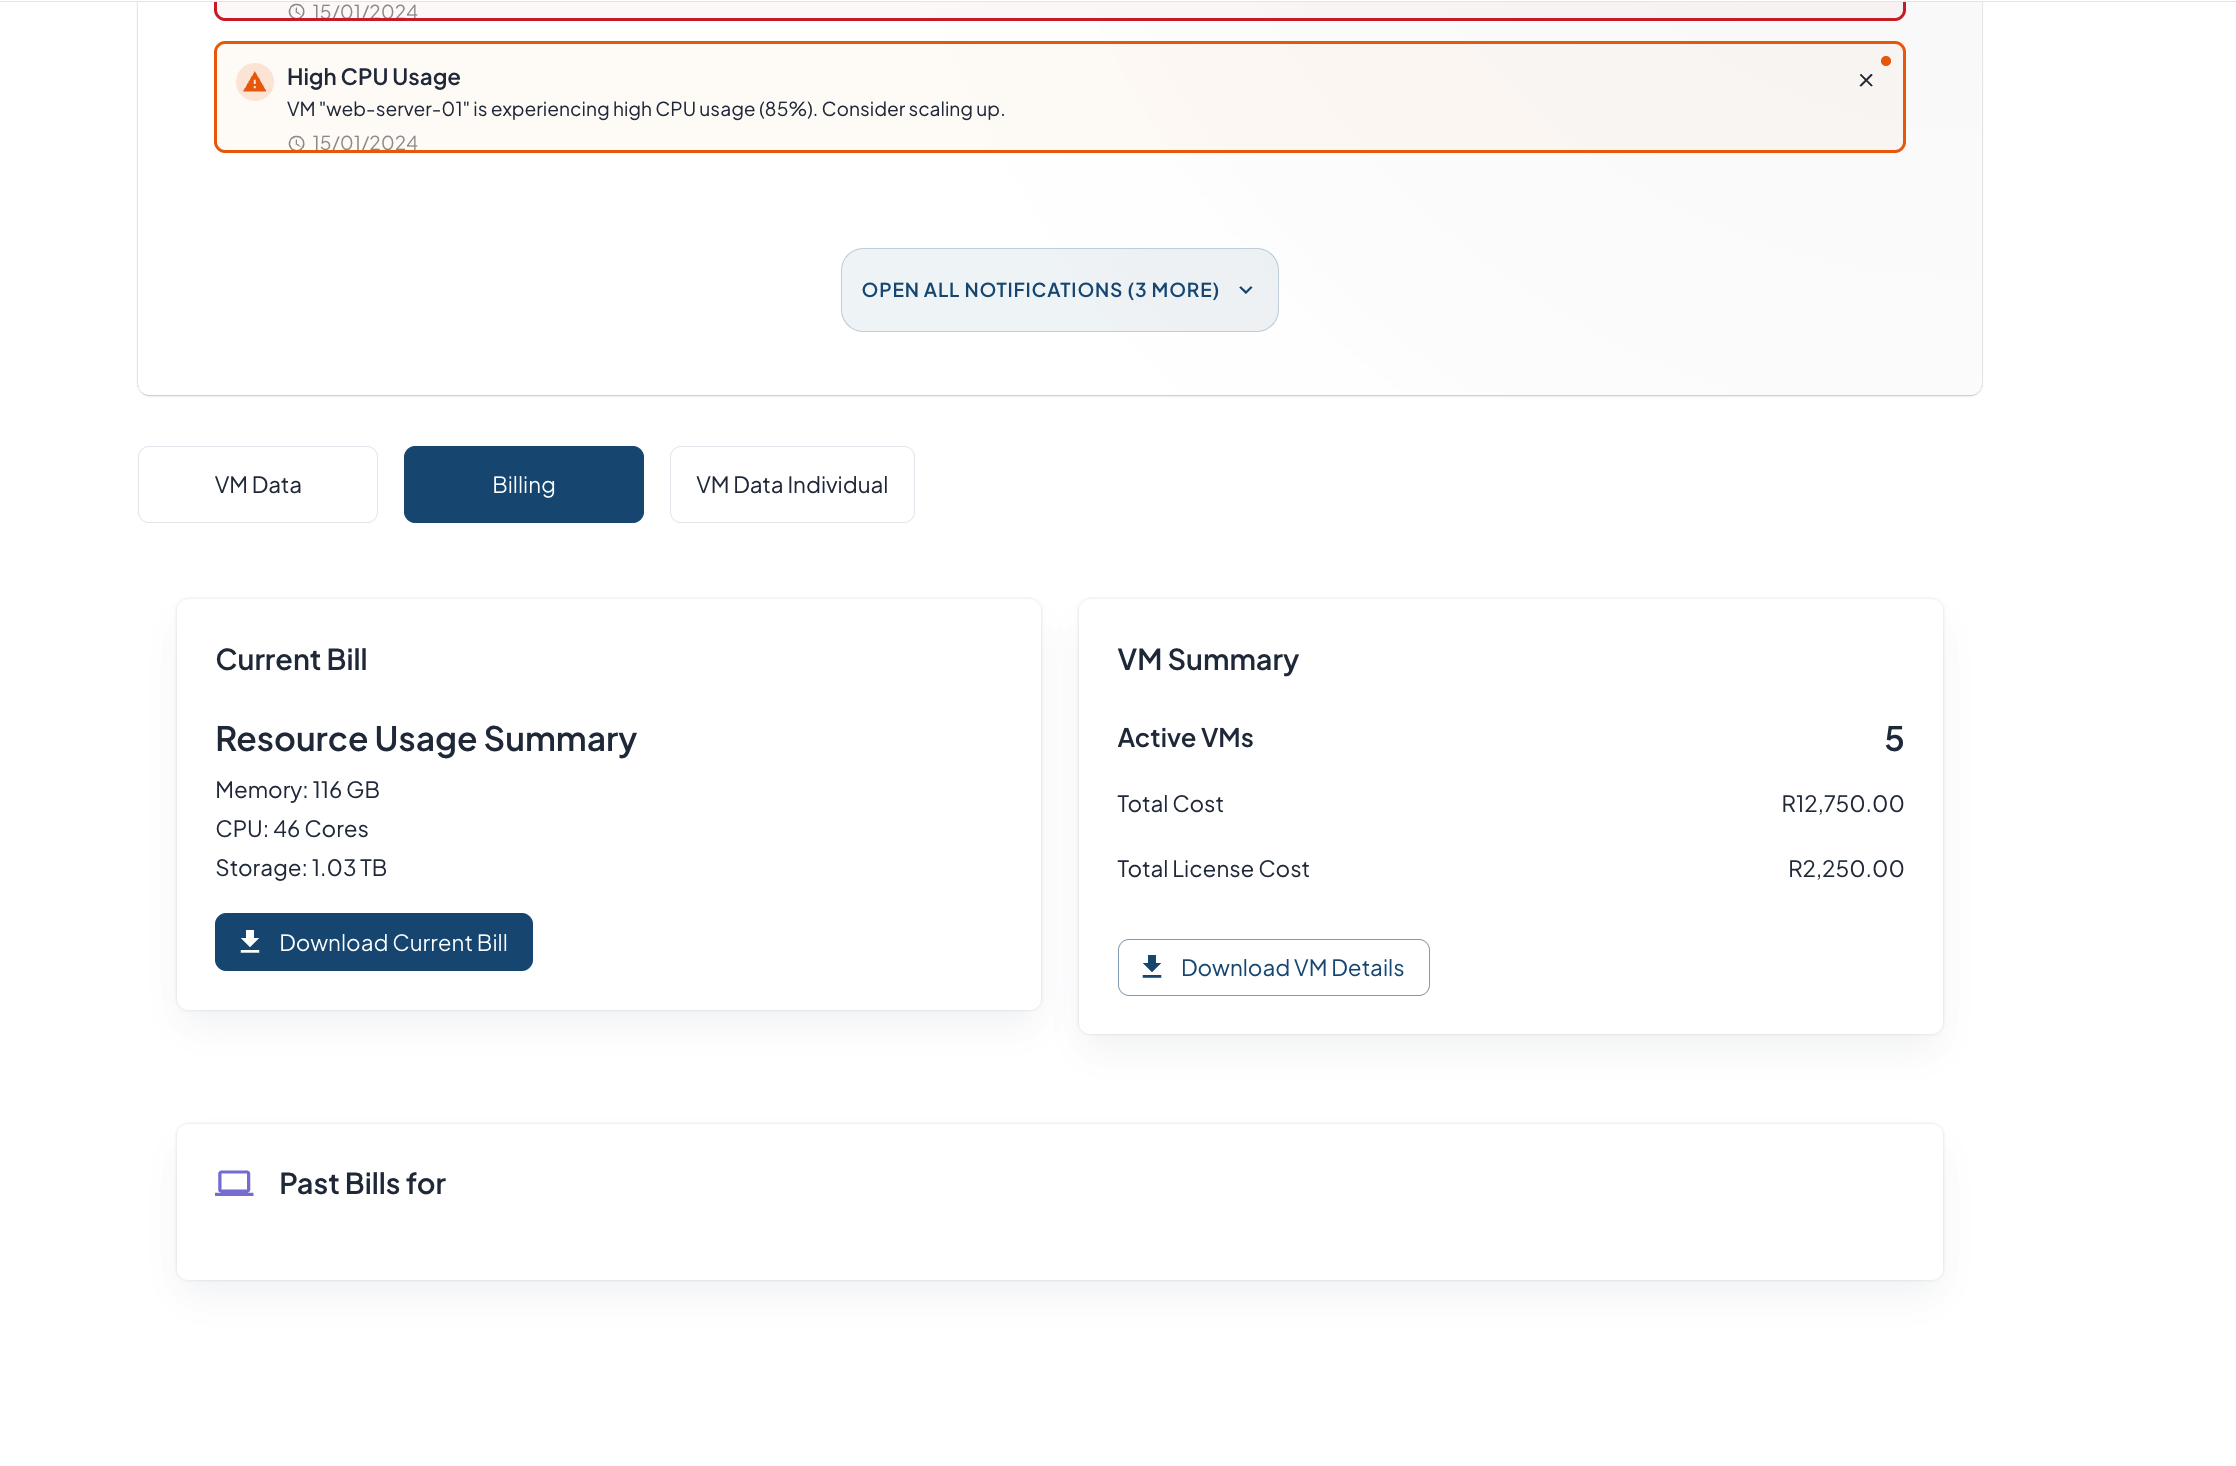 15/01/2024
High CPU Usage
VM "web-server-01" is experiencing high CPU usage (85%). Consider scaling up.
15/01/2024
OPEN ALL NOTIFICATIONS (3 MORE)
VM Data
Billing
VM Data Individual
Current Bill
Resource Usage Summary
Memory: 116 GB
CPU: 46 Cores
Storage: 1.03 TB
Download Current Bill
VM Summary
Active VMs 5
Total Cost R12,750.00
Total License Cost R2,250.00
Download VM Details
Past Bills for